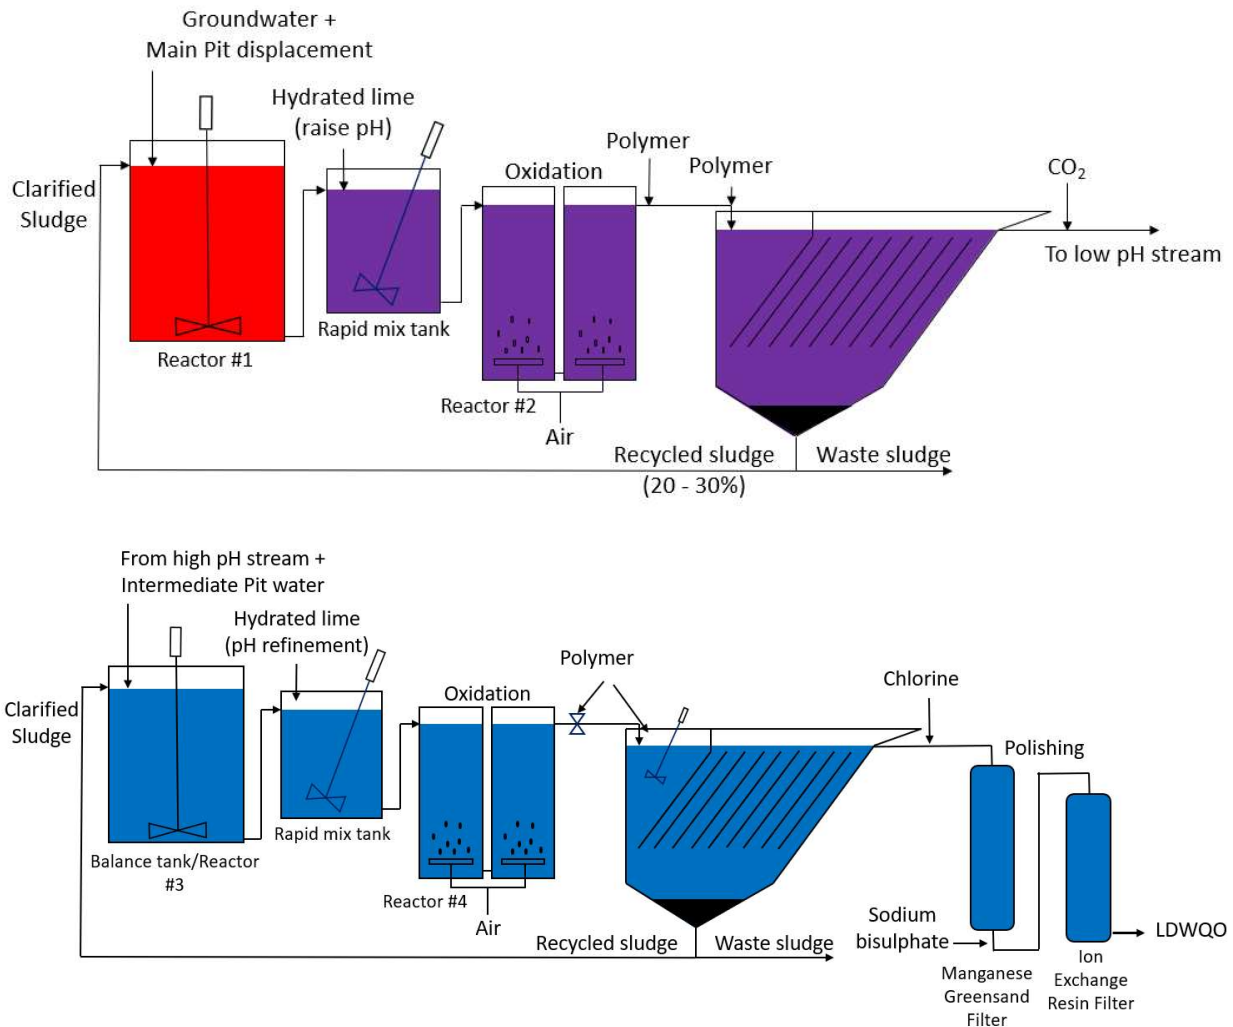 Groundwater +
Main Pit displacement
Hydrated lime
(raise pH)
Polymer
Polymer
Oxidation
CO₂
Clarified
Sludge
To low pH stream
Rapid mix tank
Reactor #1
Reactor #2
Air
Recycled sludge
Waste sludge
(20 - 30%)
From high pH stream +
Intermediate Pit water
Hydrated lime
(pH refinement)
Polymer
Chlorine
Oxidation
Clarified
Sludge
Polishing
Rapid mix tank
Balance tank/Reactor
#3
Reactor #4
Air
Recycled sludge
Waste sludge
Sodium
bisulphate
LDWQO
Manganese
Greensand
Filter
Ion
Exchange
Resin Filter